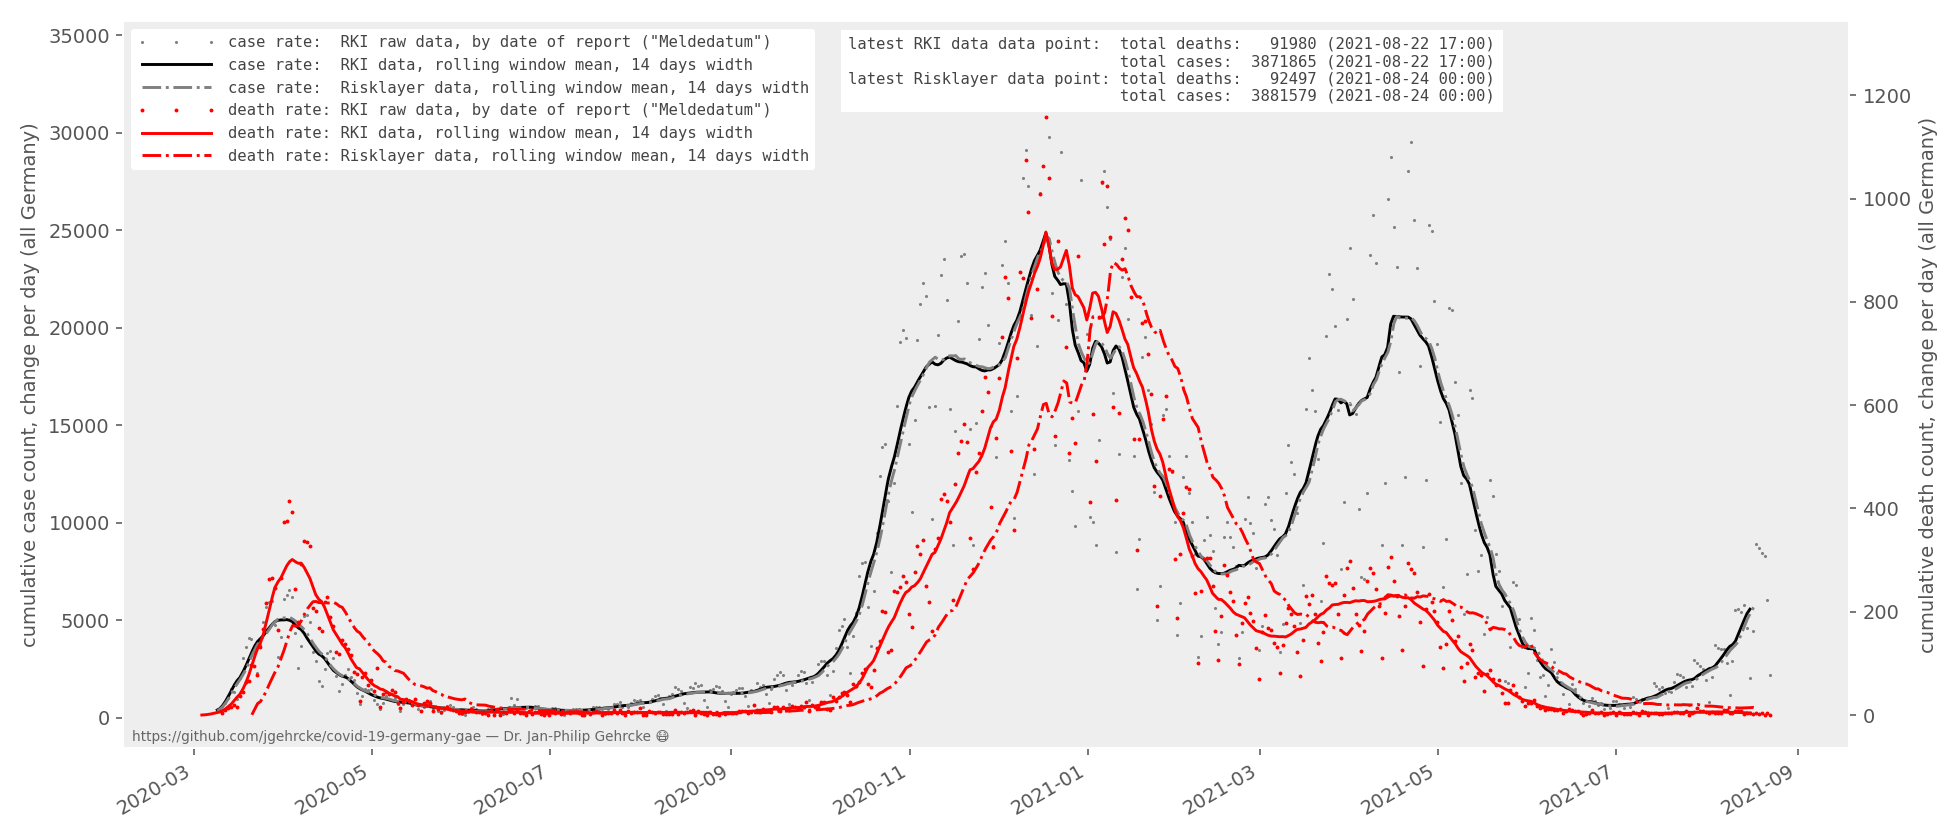 case rate:  RKI raw data, by date of report ("Meldedatum")
case rate:  RKI data, rolling window mean, 14 days width
case rate:  Risklayer data, rolling window mean, 14 days width
death rate: RKI raw data, by date of report ("Meldedatum")
death rate: RKI data, rolling window mean, 14 days width
death rate: Risklayer data, rolling window mean, 14 days width
latest RKI data data point:  total deaths:   91980 (2021-08-22 17:00)
total cases:  3871865 (2021-08-22 17:00)
latest Risklayer data point: total deaths:   92497 (2021-08-24 00:00)
total cases:  3881579 (2021-08-24 00:00)
cumulative case count, change per day (all Germany)
35000
30000
25000
20000
15000
10000
5000
0
cumulative death count, change per day (all Germany)
1200
1000
800
600
400
200
0
https://github.com/jgehrcke/covid-19-germany-gae — Dr. Jan-Philip Gehrcke 😷
2020-03
2020-05
2020-07
2020-09
2020-11
2021-01
2021-03
2021-05
2021-07
2021-09